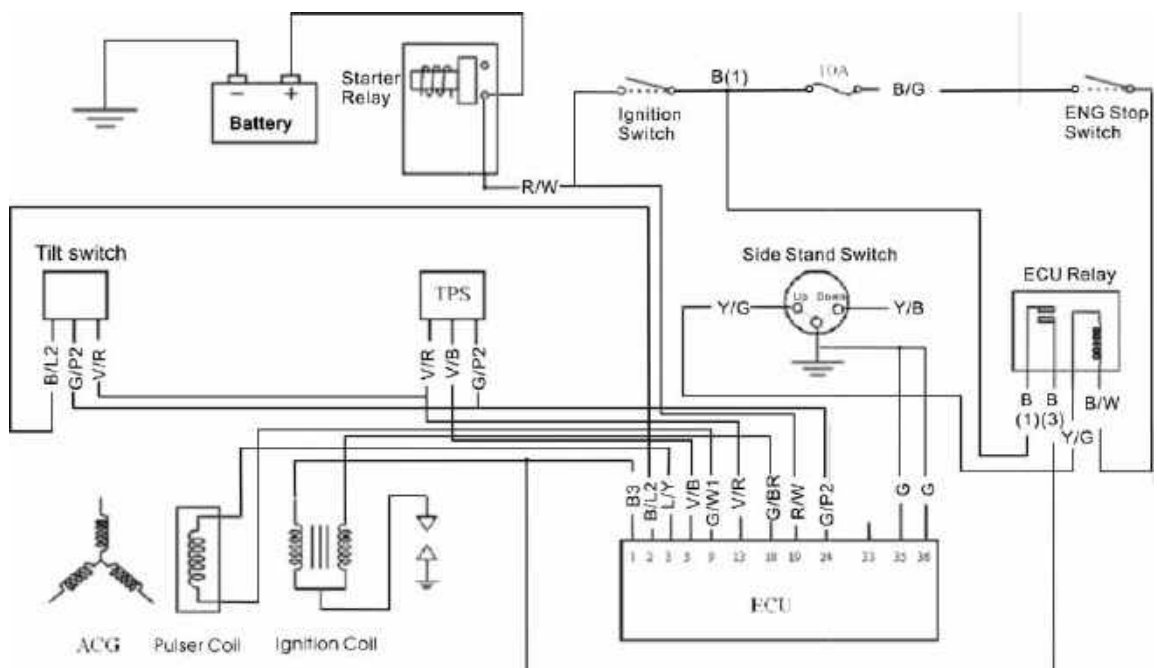 Starter
Relay
- +
Battery
B(1)
10A
B/G
Ignition
Switch
ENG Stop
Switch
R/W
Tilt switch
TPS
Side Stand Switch
ECU Relay
Up Down
Y/G
Y/B
B/L2
G/P2
V/R
V/R
V/B
G/P2
B
(1)
B
(3)
Y/G
B/W
B3
B/L2
L/Y
V/B
G/W1
V/R
G/BR
R/W
G/P2
G
G
1 2 3 5 9 13 18 19 24 33 35 36
ECU
ACG
Pulser Coil
Ignition Coil